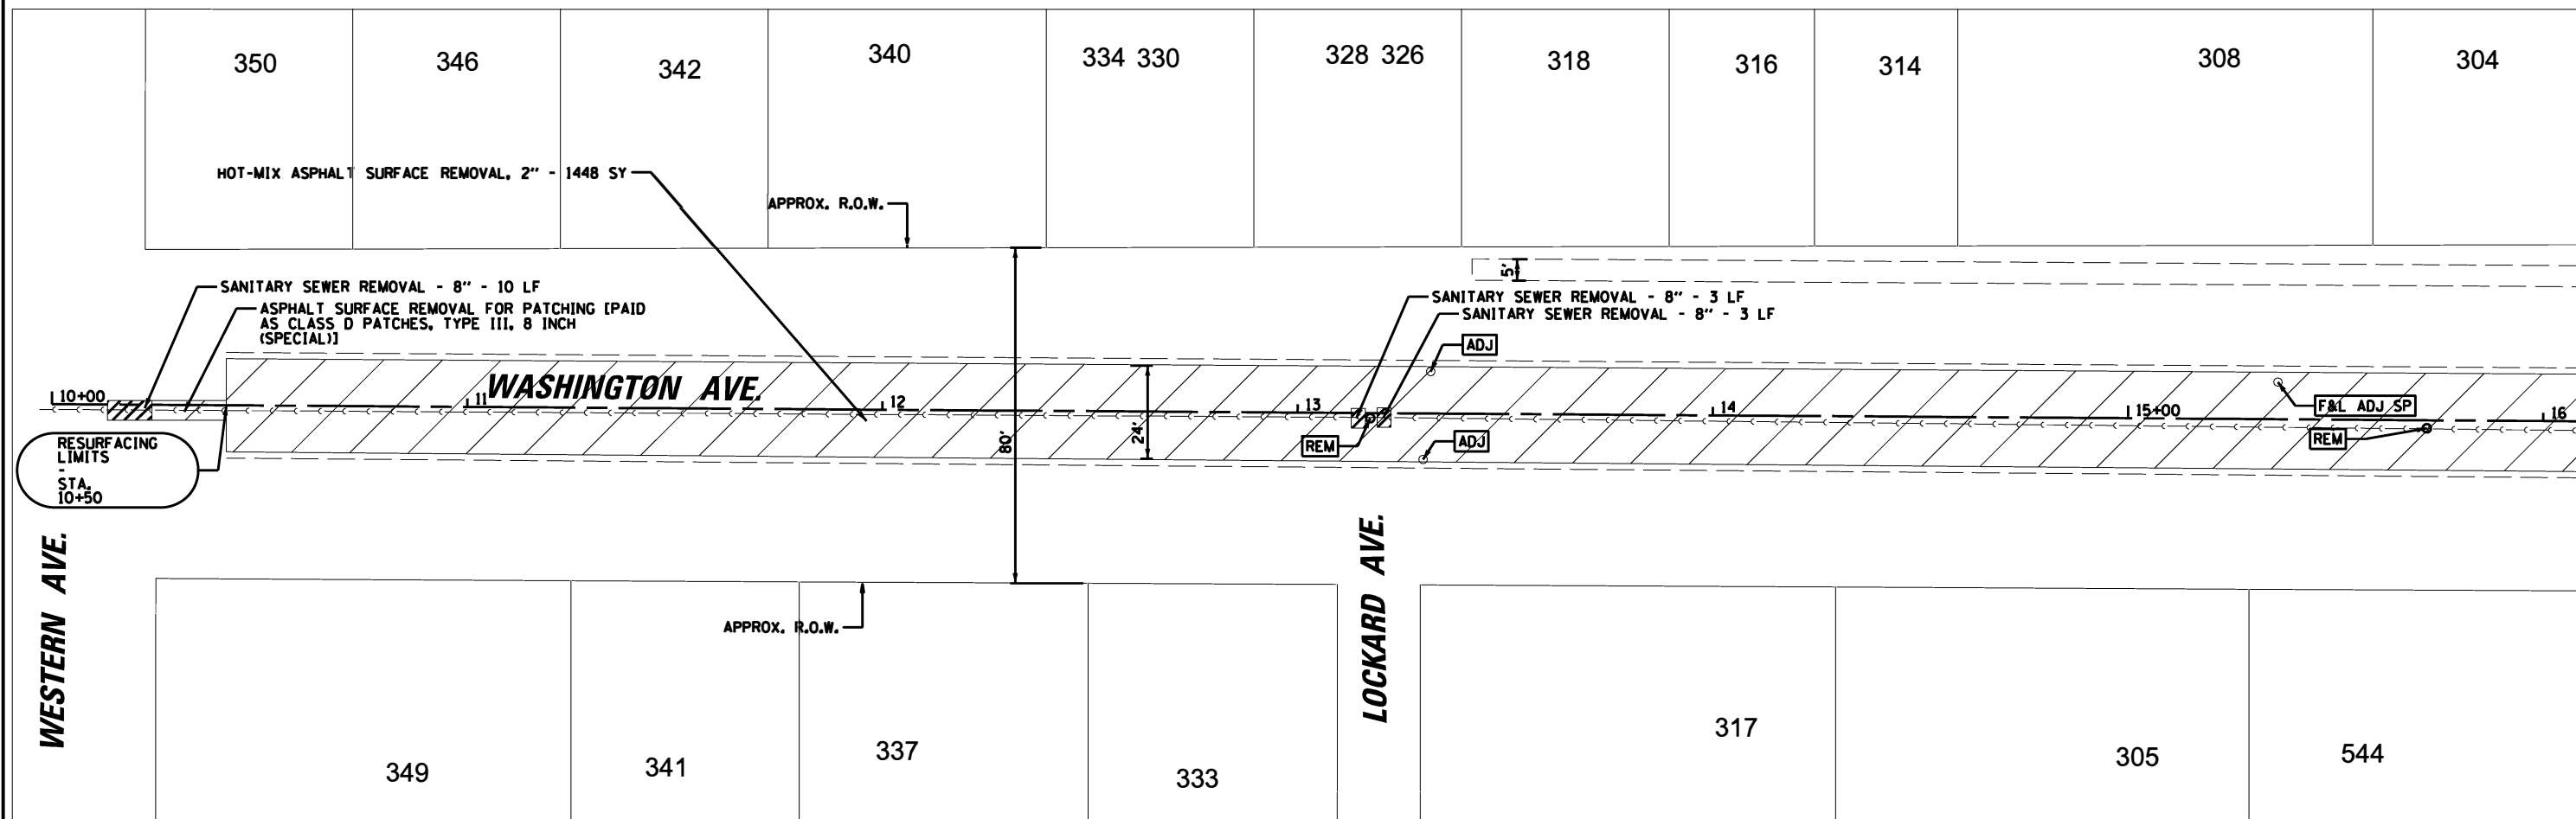 350 346 342 340 334 330 328 326 318 316 314 308 304
HOT-MIX ASPHALT SURFACE REMOVAL, 2" - 1448 SY
APPROX. R.O.W.
5'
SANITARY SEWER REMOVAL - 8" - 10 LF
ASPHALT SURFACE REMOVAL FOR PATCHING [PAID
AS CLASS D PATCHES, TYPE III, 8 INCH
(SPECIAL)]
SANITARY SEWER REMOVAL - 8" - 3 LF
SANITARY SEWER REMOVAL - 8" - 3 LF
ADJ
WASHINGTON AVE.
10+00 11 12 13 14 15+00 16
F&L ADJ SP
80'
24'
REM
ADJ
REM
RESURFACING
LIMITS
-
STA.
10+50
WESTERN AVE.
LOCKARD AVE.
APPROX. R.O.W.
349 341 337 333 317 305 544